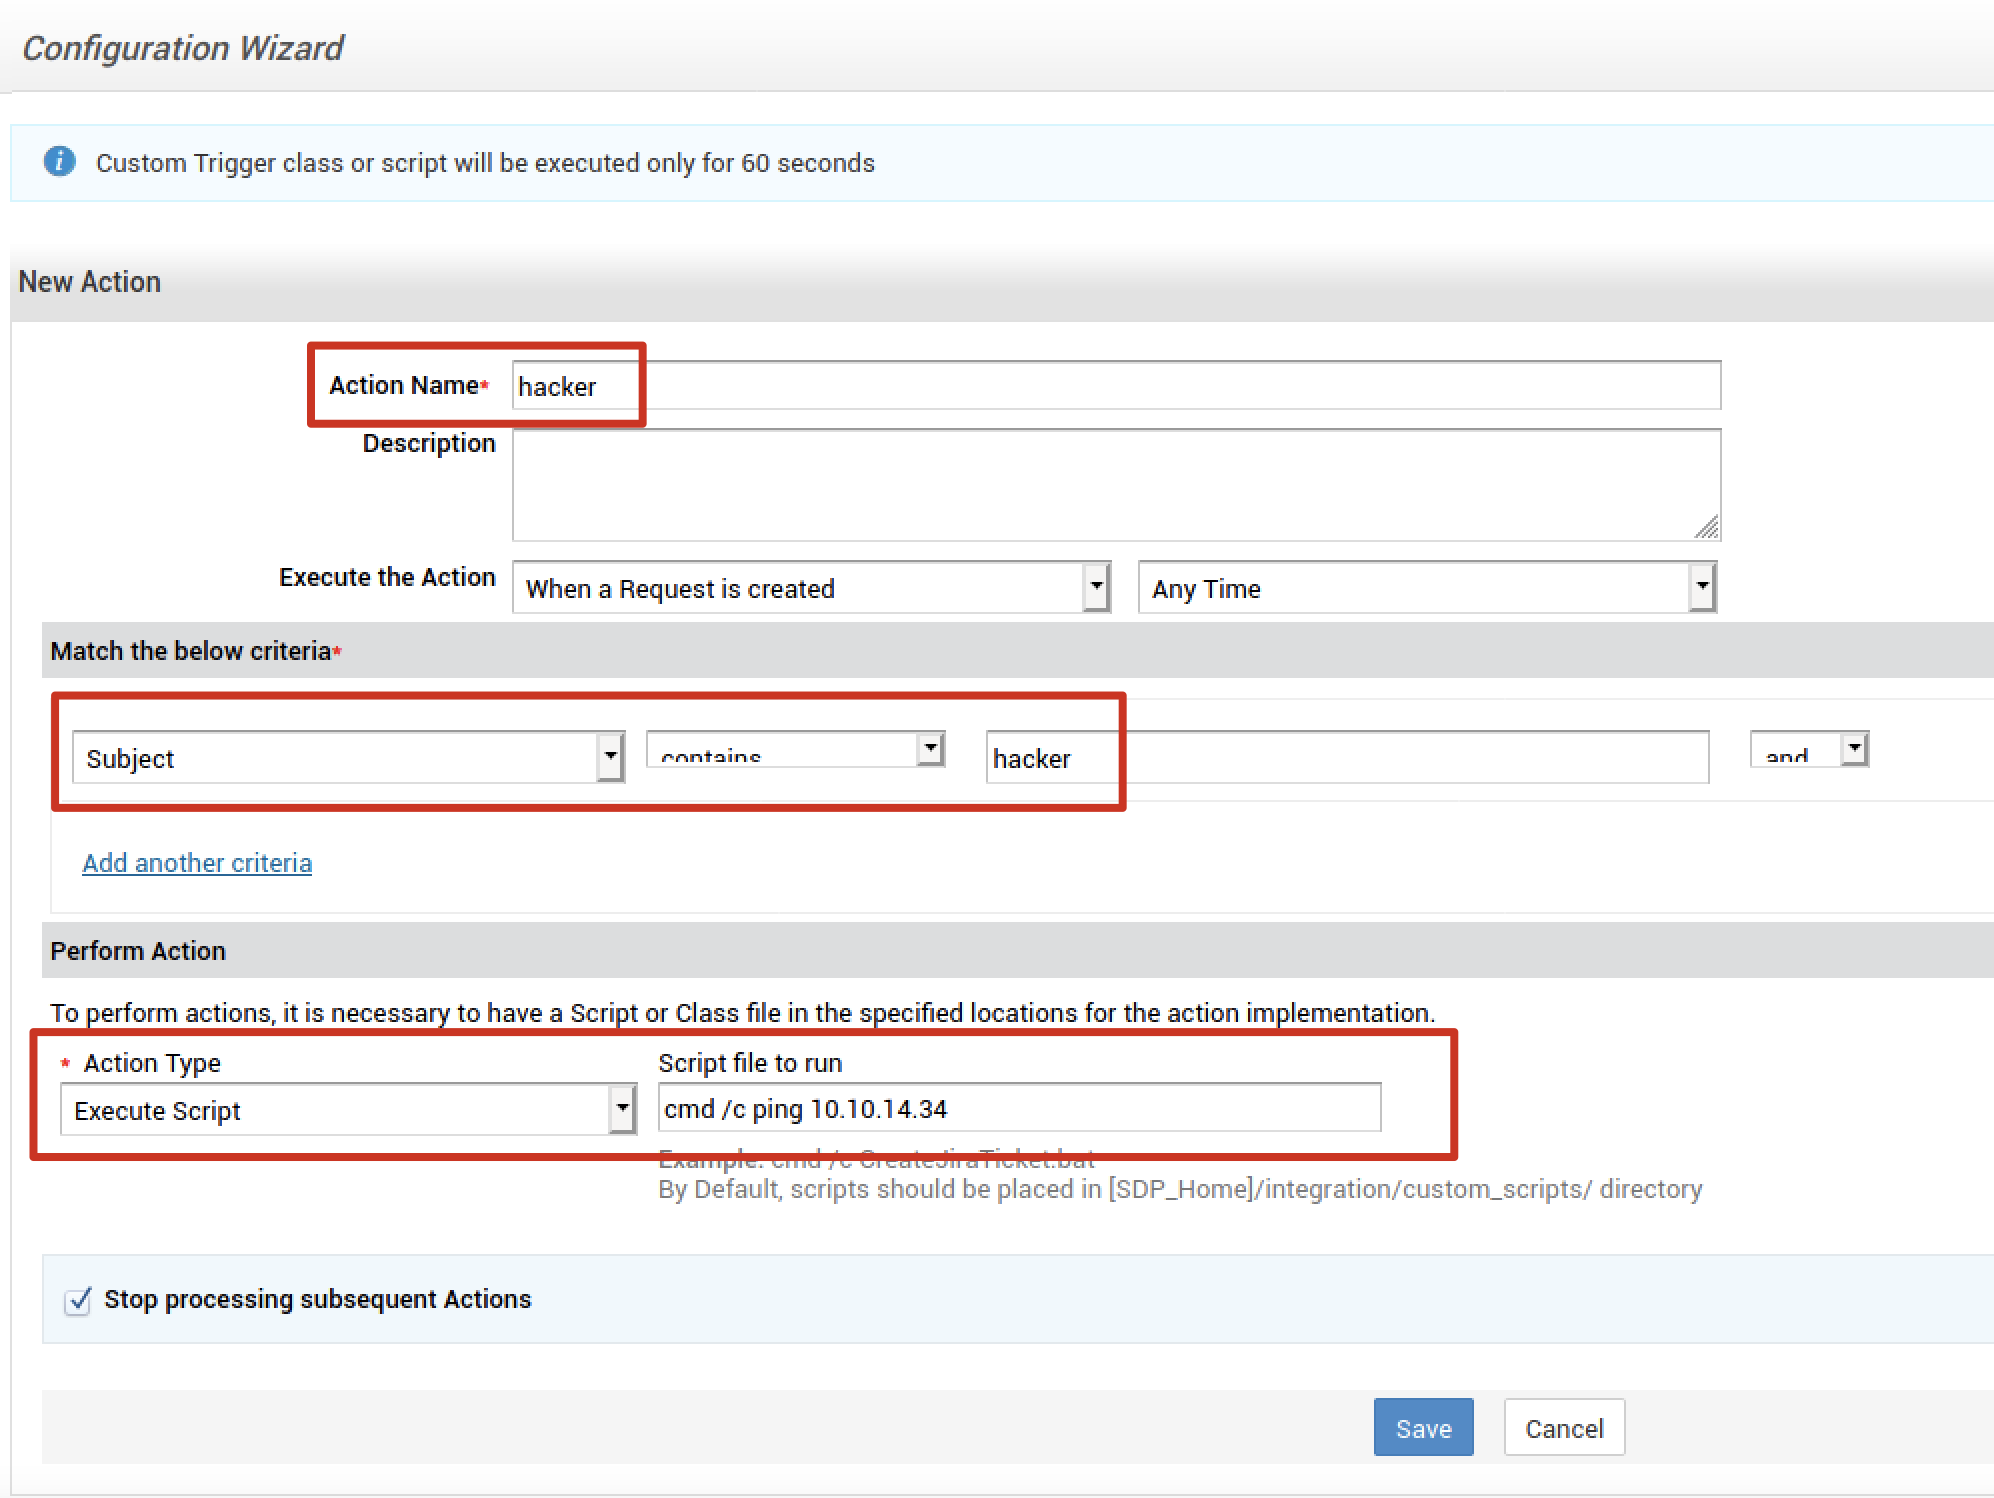 Configuration Wizard
Custom Trigger class or script will be executed only for 60 seconds
New Action
Action Name* hacker
Description
Execute the Action When a Request is created Any Time
Match the below criteria*
Subject contains hacker and
Add another criteria
Perform Action
To perform actions, it is necessary to have a Script or Class file in the specified locations for the action implementation.
* Action Type Script file to run
Execute Script cmd /c ping 10.10.14.34
Example: cmd /c CreateJiraTicket.bat
By Default, scripts should be placed in [SDP_Home]/integration/custom_scripts/ directory
Stop processing subsequent Actions
Save Cancel